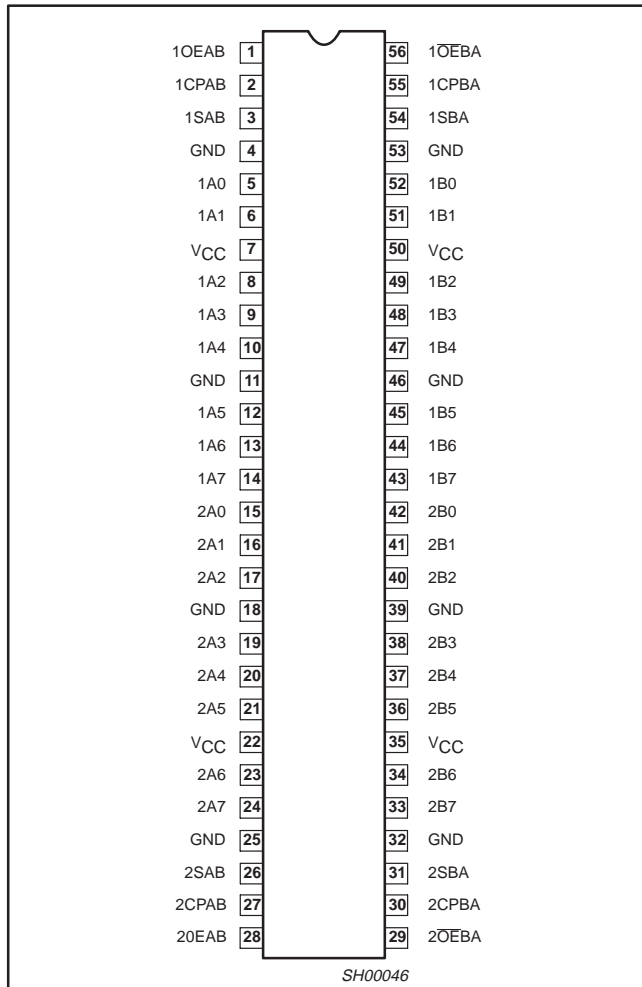 1OEAB 1 56 1O̅E̅BA
1CPAB 2 55 1CPBA
1SAB 3 54 1SBA
GND 4 53 GND
1A0 5 52 1B0
1A1 6 51 1B1
VCC 7 50 VCC
1A2 8 49 1B2
1A3 9 48 1B3
1A4 10 47 1B4
GND 11 46 GND
1A5 12 45 1B5
1A6 13 44 1B6
1A7 14 43 1B7
2A0 15 42 2B0
2A1 16 41 2B1
2A2 17 40 2B2
GND 18 39 GND
2A3 19 38 2B3
2A4 20 37 2B4
2A5 21 36 2B5
VCC 22 35 VCC
2A6 23 34 2B6
2A7 24 33 2B7
GND 25 32 GND
2SAB 26 31 2SBA
2CPAB 27 30 2CPBA
20EAB 28 29 2O̅E̅BA
SH00046